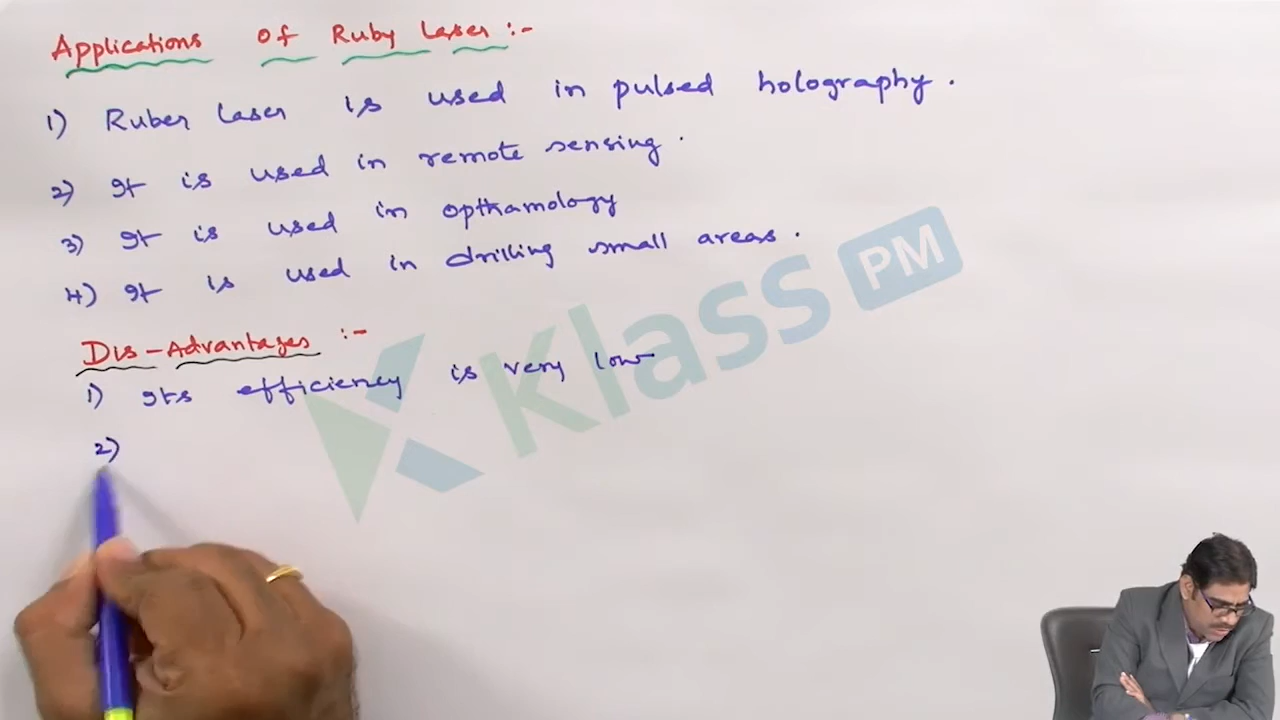 Applications of Ruby Laser :-
1) Ruber Laser is used in pulsed holography.
2) It is used in remote sensing.
3) It is used in opthamology
4) It is used in drilling small areas.
Dis-Advantages :-
1) Its efficiency is very low
2)
Klass PM